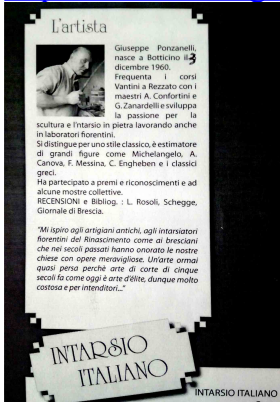 L'artista
Giuseppe Ponzanelli,
nasce a Botticino il 3
dicembre 1960.
Frequenta i corsi
Vantini a Rezzato con i
maestri A. Confortini e
G. Zanardelli e sviluppa
la passione per la
scultura e l'ntarsio in pietra lavorando anche
in laboratori fiorentini.
Si distingue per uno stile classico, è estimatore
di grandi figure come Michelangelo, A.
Canova, F. Messina, C. Engheben e i classici
greci.
Ha partecipato a premi e riconoscimenti e ad
alcune mostre collettive.
RECENSIONI e Bibliog. : L. Rosoli, Schegge,
Giornale di Brescia.
"Mi ispiro agli artigiani antichi, agli intarsiatori
fiorentini del Rinascimento come ai bresciani
che nei secoli passati hanno onorato le nostre
chiese con opere meravigliose. Un'arte ormai
quasi persa perchè arte di corte di cinque
secoli fa come oggi è arte d'élite, dunque molto
costosa e per intenditori..."
INTARSIO
ITALIANO
INTARSIO ITALIANO